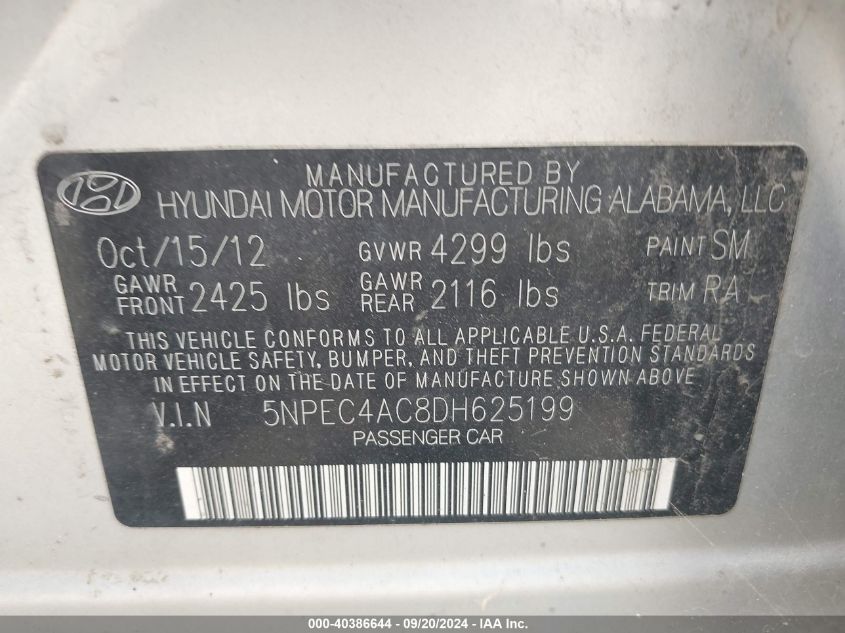 MANUFACTURED BY
HYUNDAI MOTOR MANUFACTURING ALABAMA, LLC
Oct/15/12 GVWR 4299 lbs PAINT SM
GAWR FRONT 2425 lbs GAWR REAR 2116 lbs TRIM RA
THIS VEHICLE CONFORMS TO ALL APPLICABLE U.S.A. FEDERAL
MOTOR VEHICLE SAFETY, BUMPER, AND THEFT PREVENTION STANDARDS
IN EFFECT ON THE DATE OF MANUFACTURE SHOWN ABOVE
V.I.N 5NPEC4AC8DH625199
PASSENGER CAR
000-40386644 - 09/20/2024 - IAA Inc.